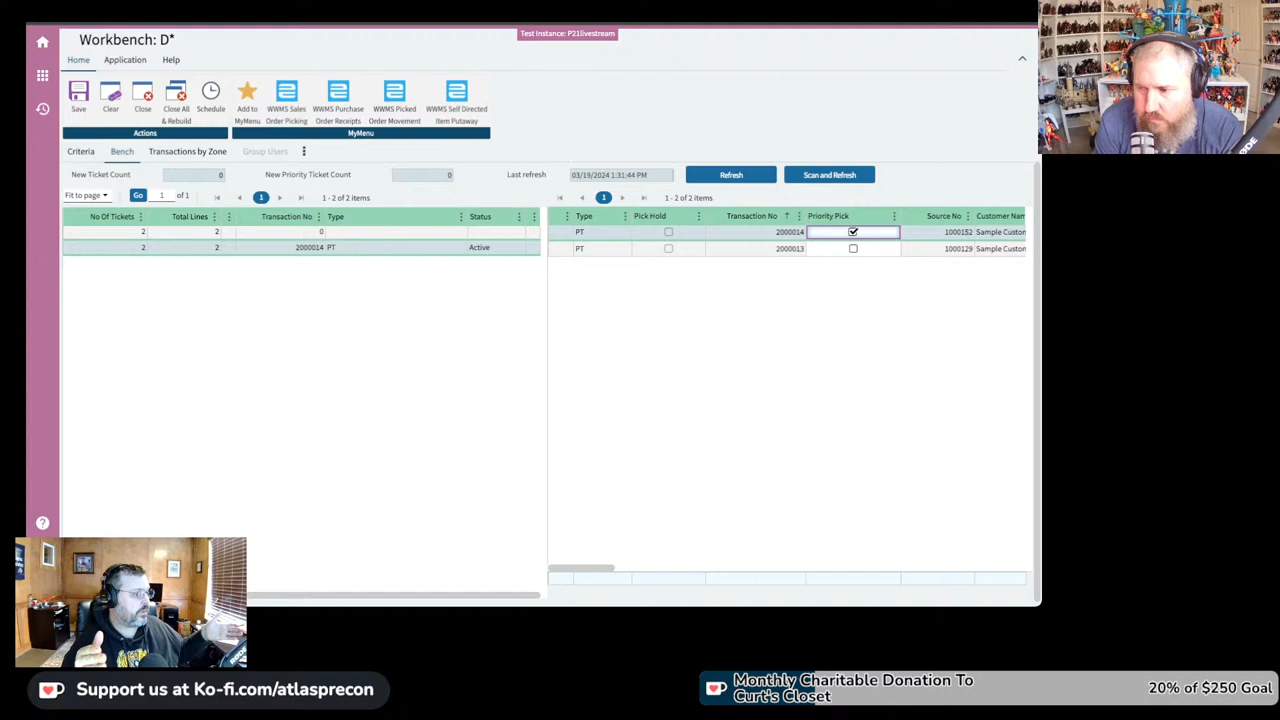 Workbench: D*
Test Instance: P21livestream
Home Application Help
Save Clear Close Close All & Rebuild Schedule Add to MyMenu WWMS Sales Order Picking WWMS Purchase Order Receipts WWMS Picked Order Movement WWMS Self Directed Item Putaway
Actions MyMenu
Criteria Bench Transactions by Zone Group Users
New Ticket Count 0 New Priority Ticket Count 0 Last refresh 03/19/2024 1:31:44 PM Refresh Scan and Refresh
Fit to page Go 1 of 1 1 1 - 2 of 2 items 1 1 - 2 of 2 items
No Of Tickets Total Lines Transaction No Type Status
2 2 0
2 2 2000014 PT Active
Type Pick Hold Transaction No Priority Pick Source No Customer Nam
PT 2000014 1000152 Sample Custon
PT 2000013 1000129 Sample Custon
Support us at Ko-fi.com/atlasprecon
Monthly Charitable Donation To
Curt's Closet
20% of $250 Goal